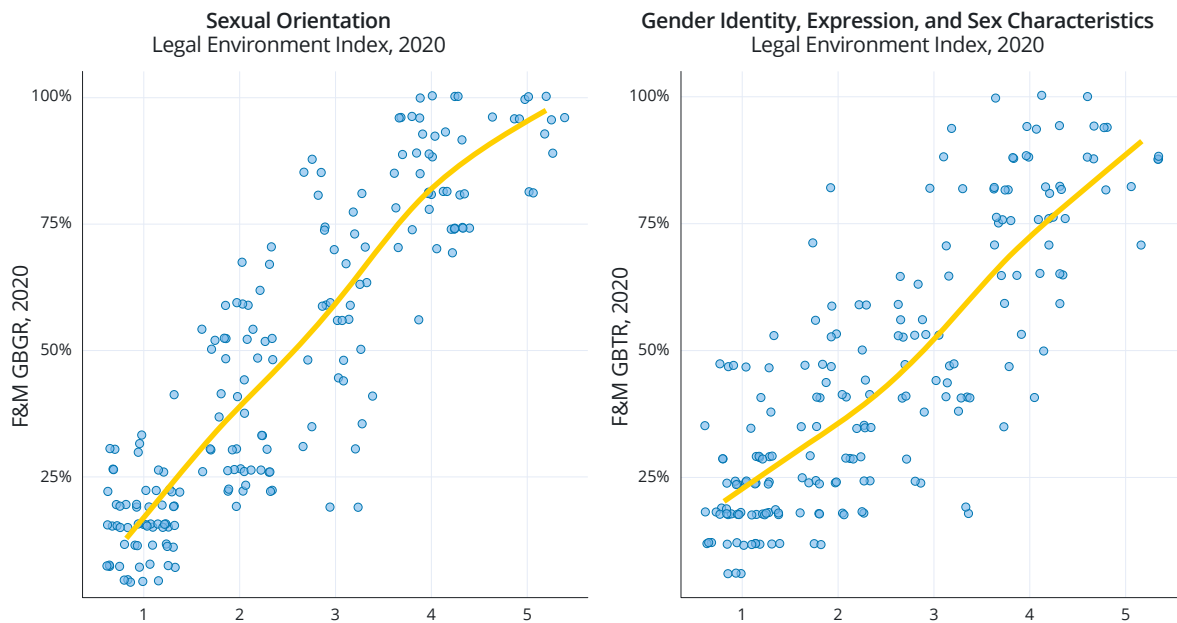 Sexual Orientation
Legal Environment Index, 2020
100%
75%
50%
25%
F&M GBGR, 2020
1 2 3 4 5
Gender Identity, Expression, and Sex Characteristics
Legal Environment Index, 2020
100%
75%
50%
25%
F&M GBTR, 2020
1 2 3 4 5